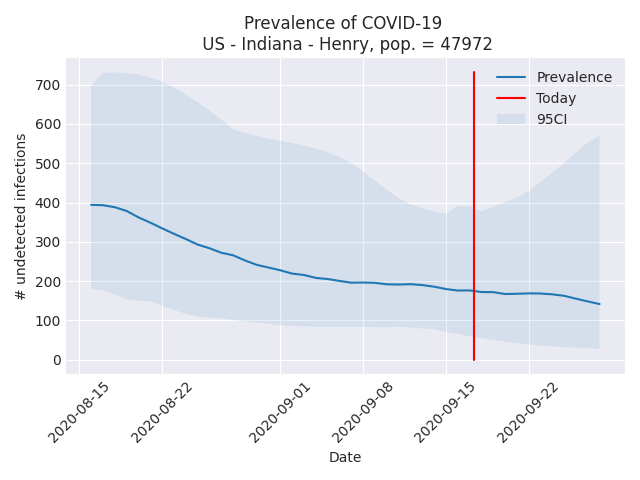 Prevalence of COVID-19
US - Indiana - Henry, pop. = 47972
Prevalence
Today
95CI
# undetected infections
700
600
500
400
300
200
100
0
2020-08-15
2020-08-22
2020-09-01
2020-09-08
2020-09-15
2020-09-22
Date